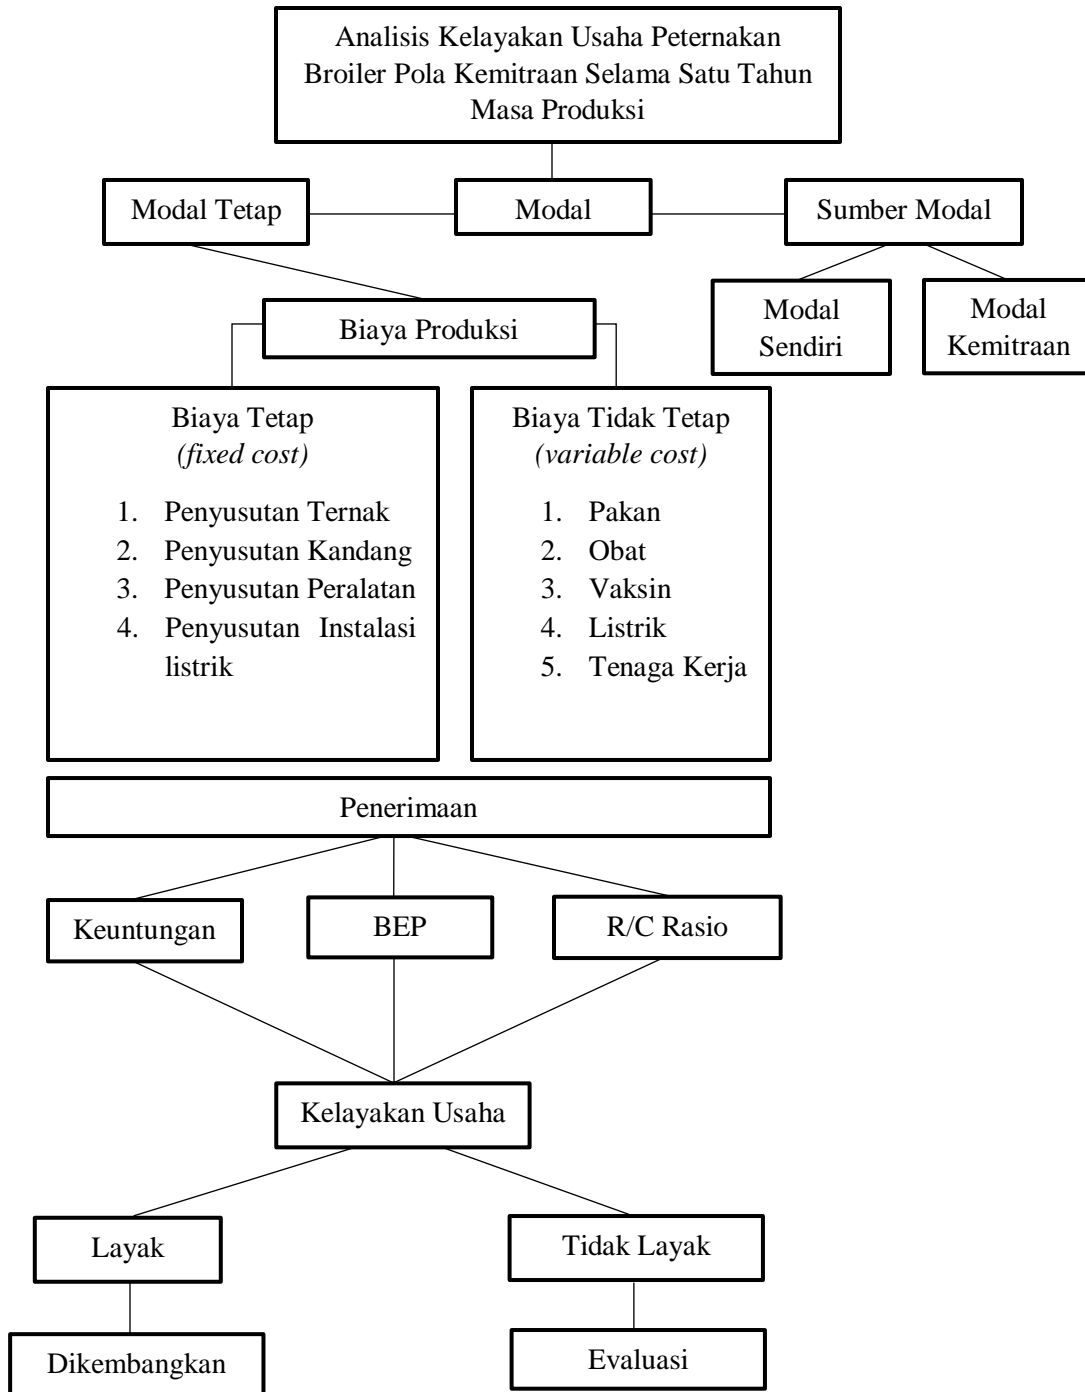 Analisis Kelayakan Usaha Peternakan
Broiler Pola Kemitraan Selama Satu Tahun
Masa Produksi
Modal Tetap
Modal
Sumber Modal
Biaya Produksi
Modal
Sendiri
Modal
Kemitraan
Biaya Tetap
(fixed cost)
1. Penyusutan Ternak
2. Penyusutan Kandang
3. Penyusutan Peralatan
4. Penyusutan Instalasi
listrik
Biaya Tidak Tetap
(variable cost)
1. Pakan
2. Obat
3. Vaksin
4. Listrik
5. Tenaga Kerja
Penerimaan
Keuntungan
BEP
R/C Rasio
Kelayakan Usaha
Layak
Tidak Layak
Dikembangkan
Evaluasi